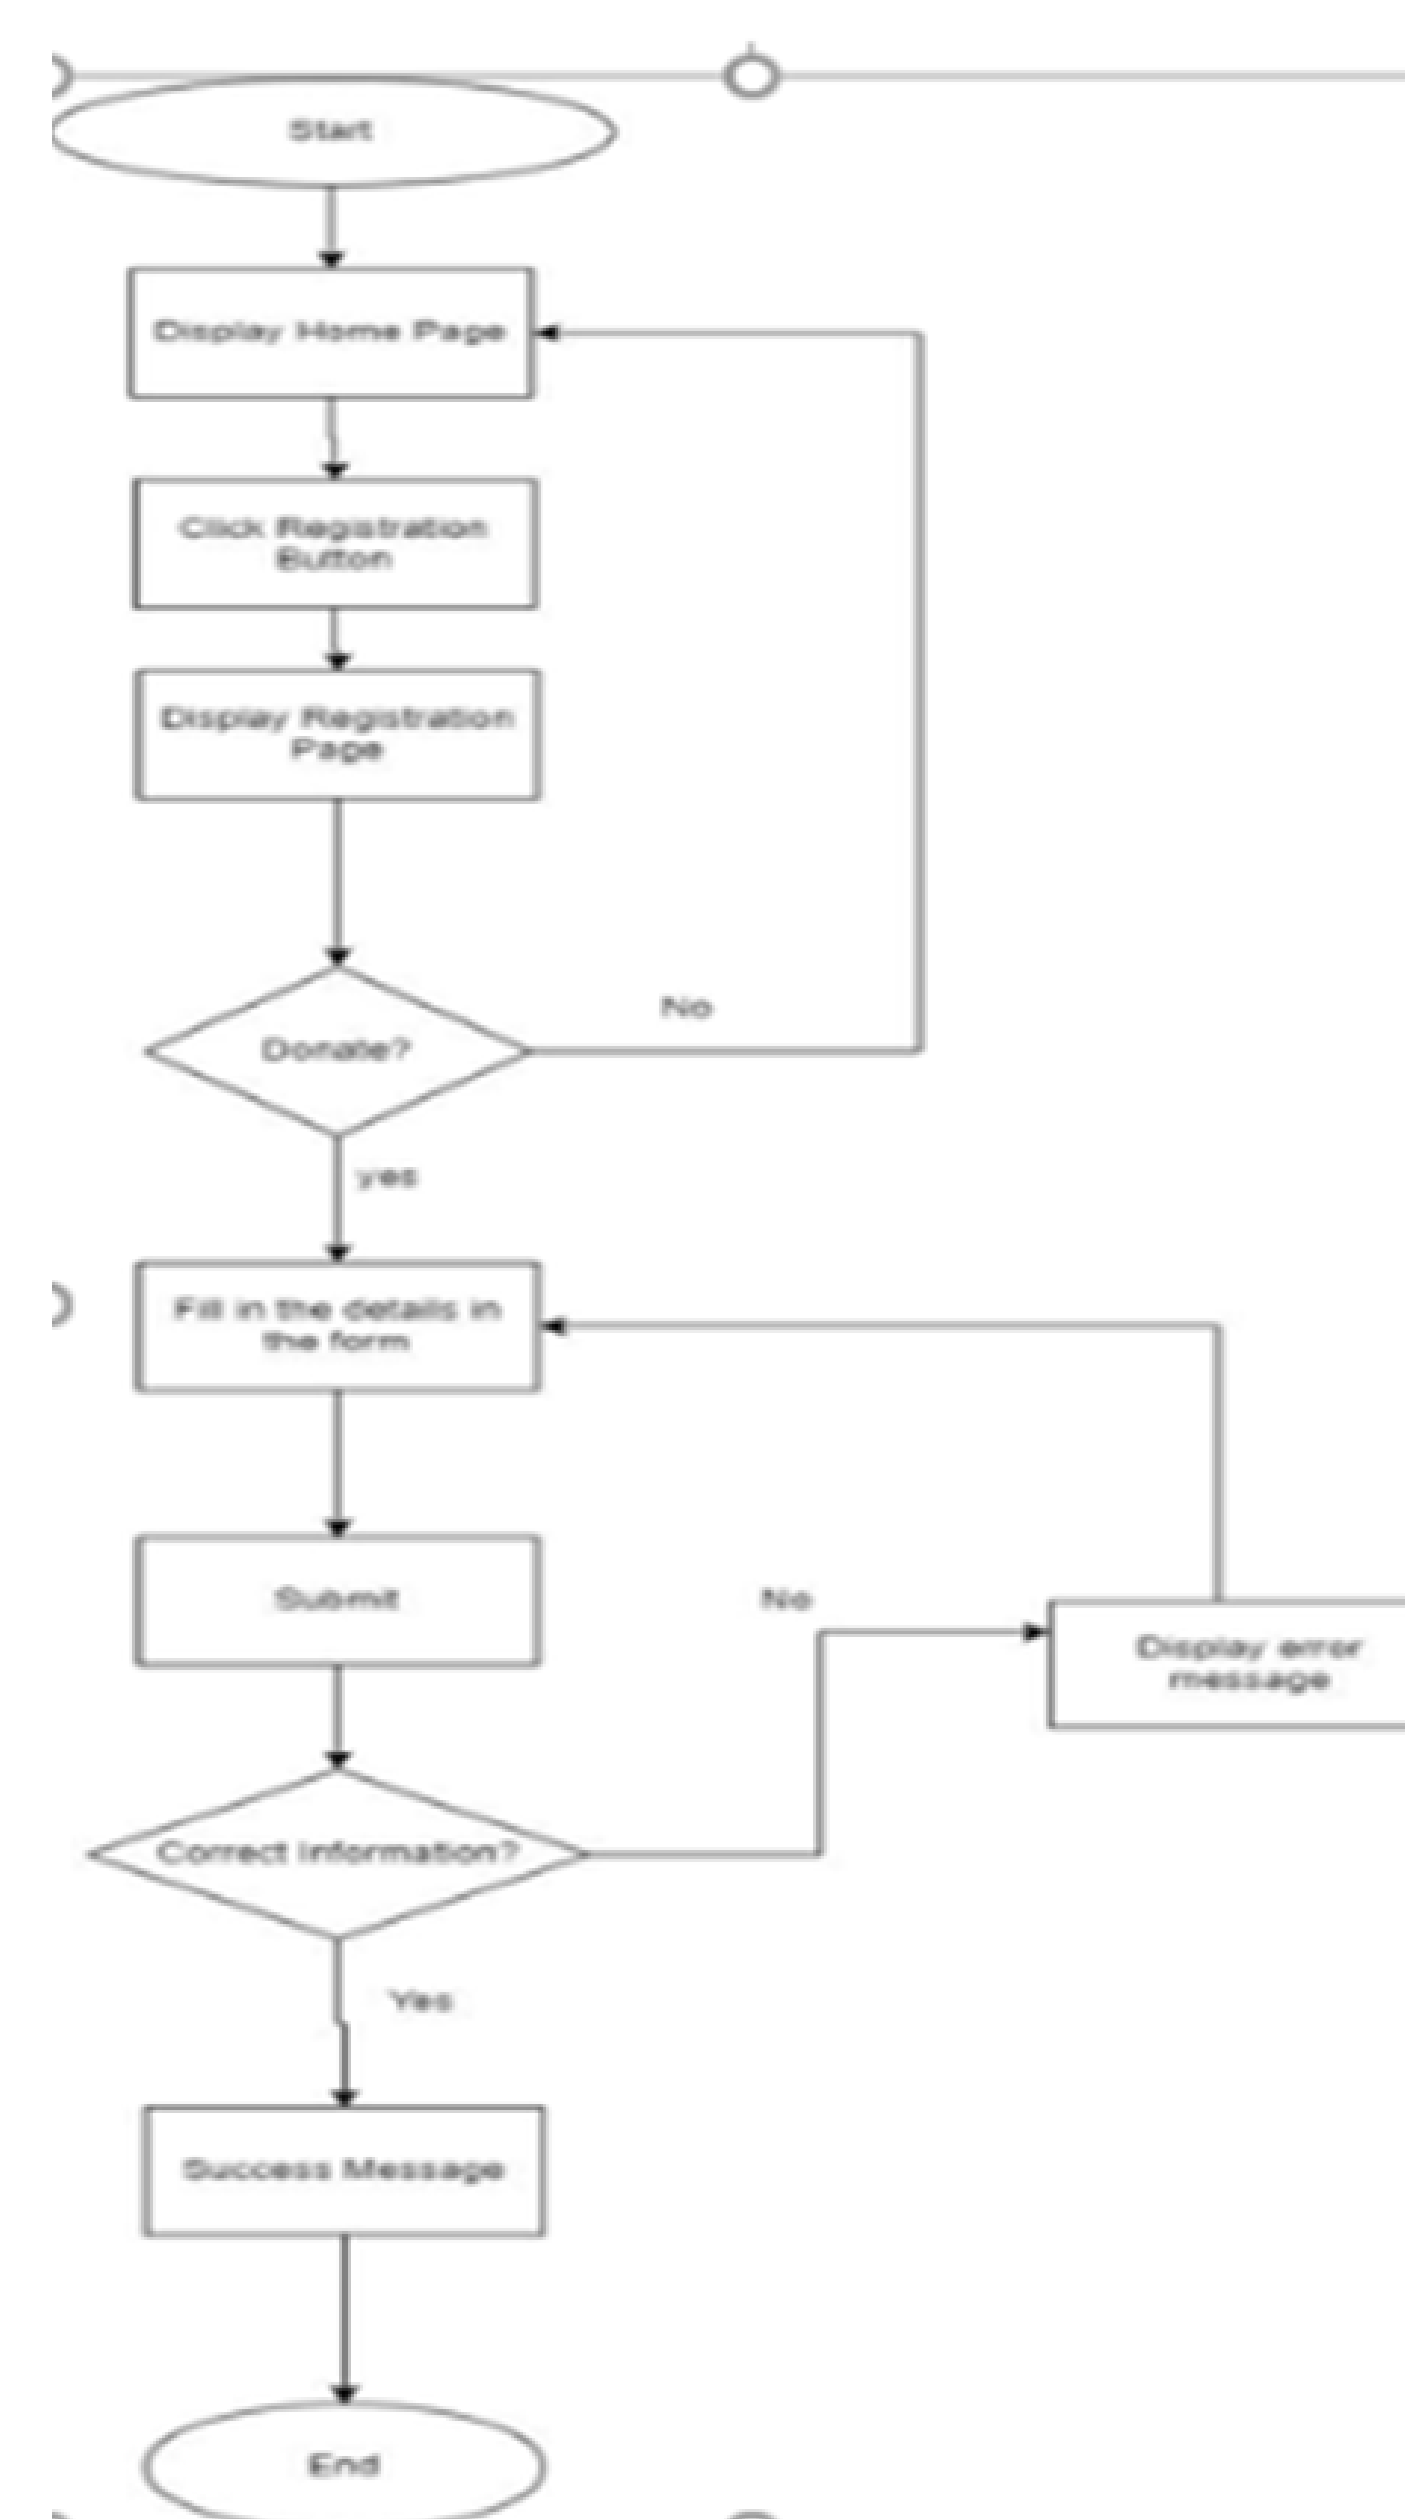 Start
Display Home Page
Click Registration
Button
Display Registration
Page
Donate?
No
yes
Fill in the details in
the form
Submit
No
Display error
message
Correct Information?
Yes
Success Message
End